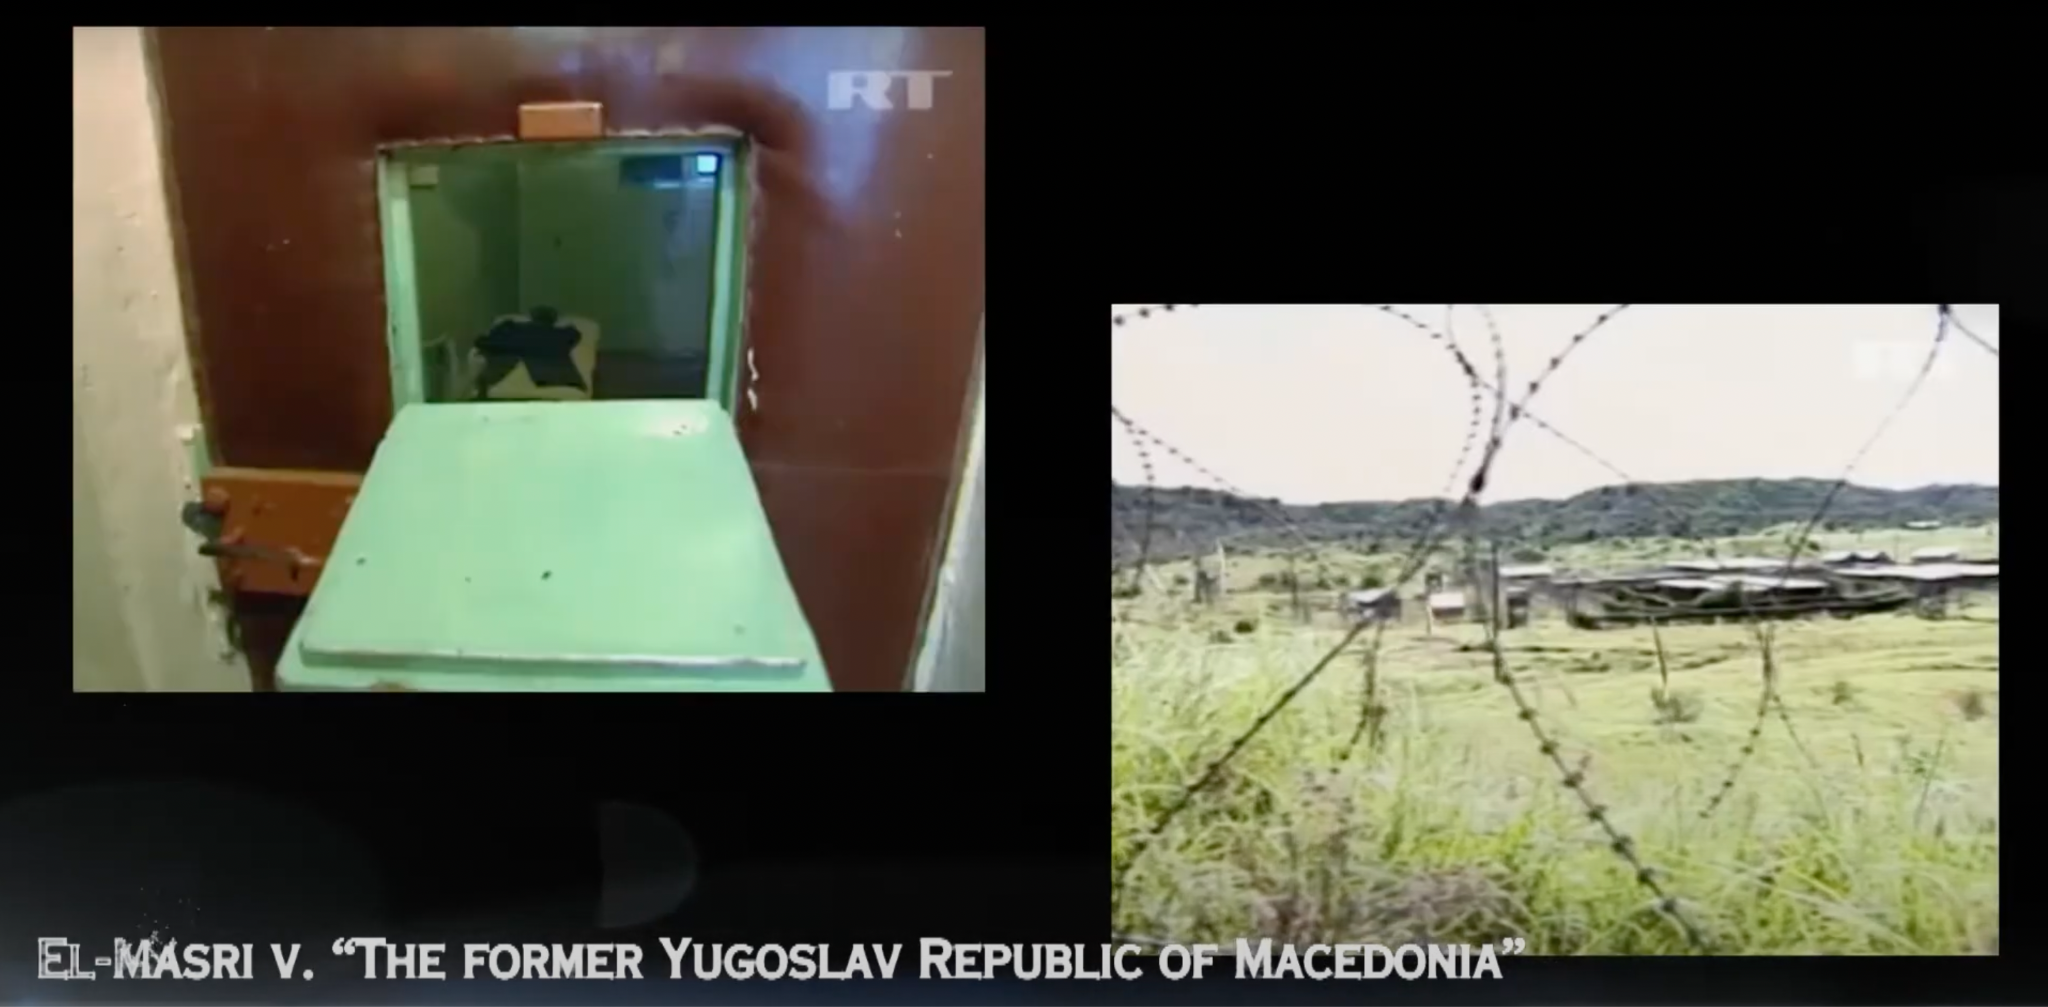 RT
EL-MASRI V. “THE FORMER YUGOSLAV REPUBLIC OF MACEDONIA”